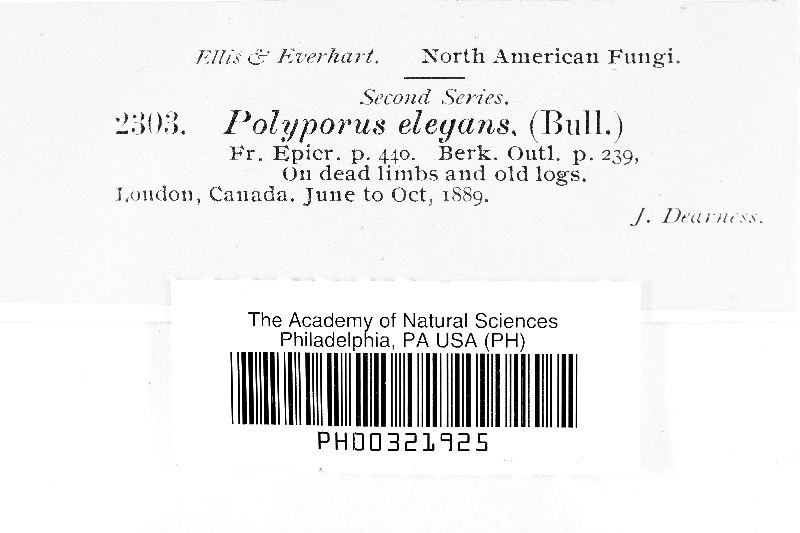 Ellis & Everhart. North American Fungi.
Second Series.
2303. Polyporus elegans, (Bull.)
Fr. Epicr. p. 440. Berk. Outl. p. 239,
On dead limbs and old logs.
London, Canada. June to Oct, 1889.
J. Dearness.
The Academy of Natural Sciences
Philadelphia, PA USA (PH)
PH00321925